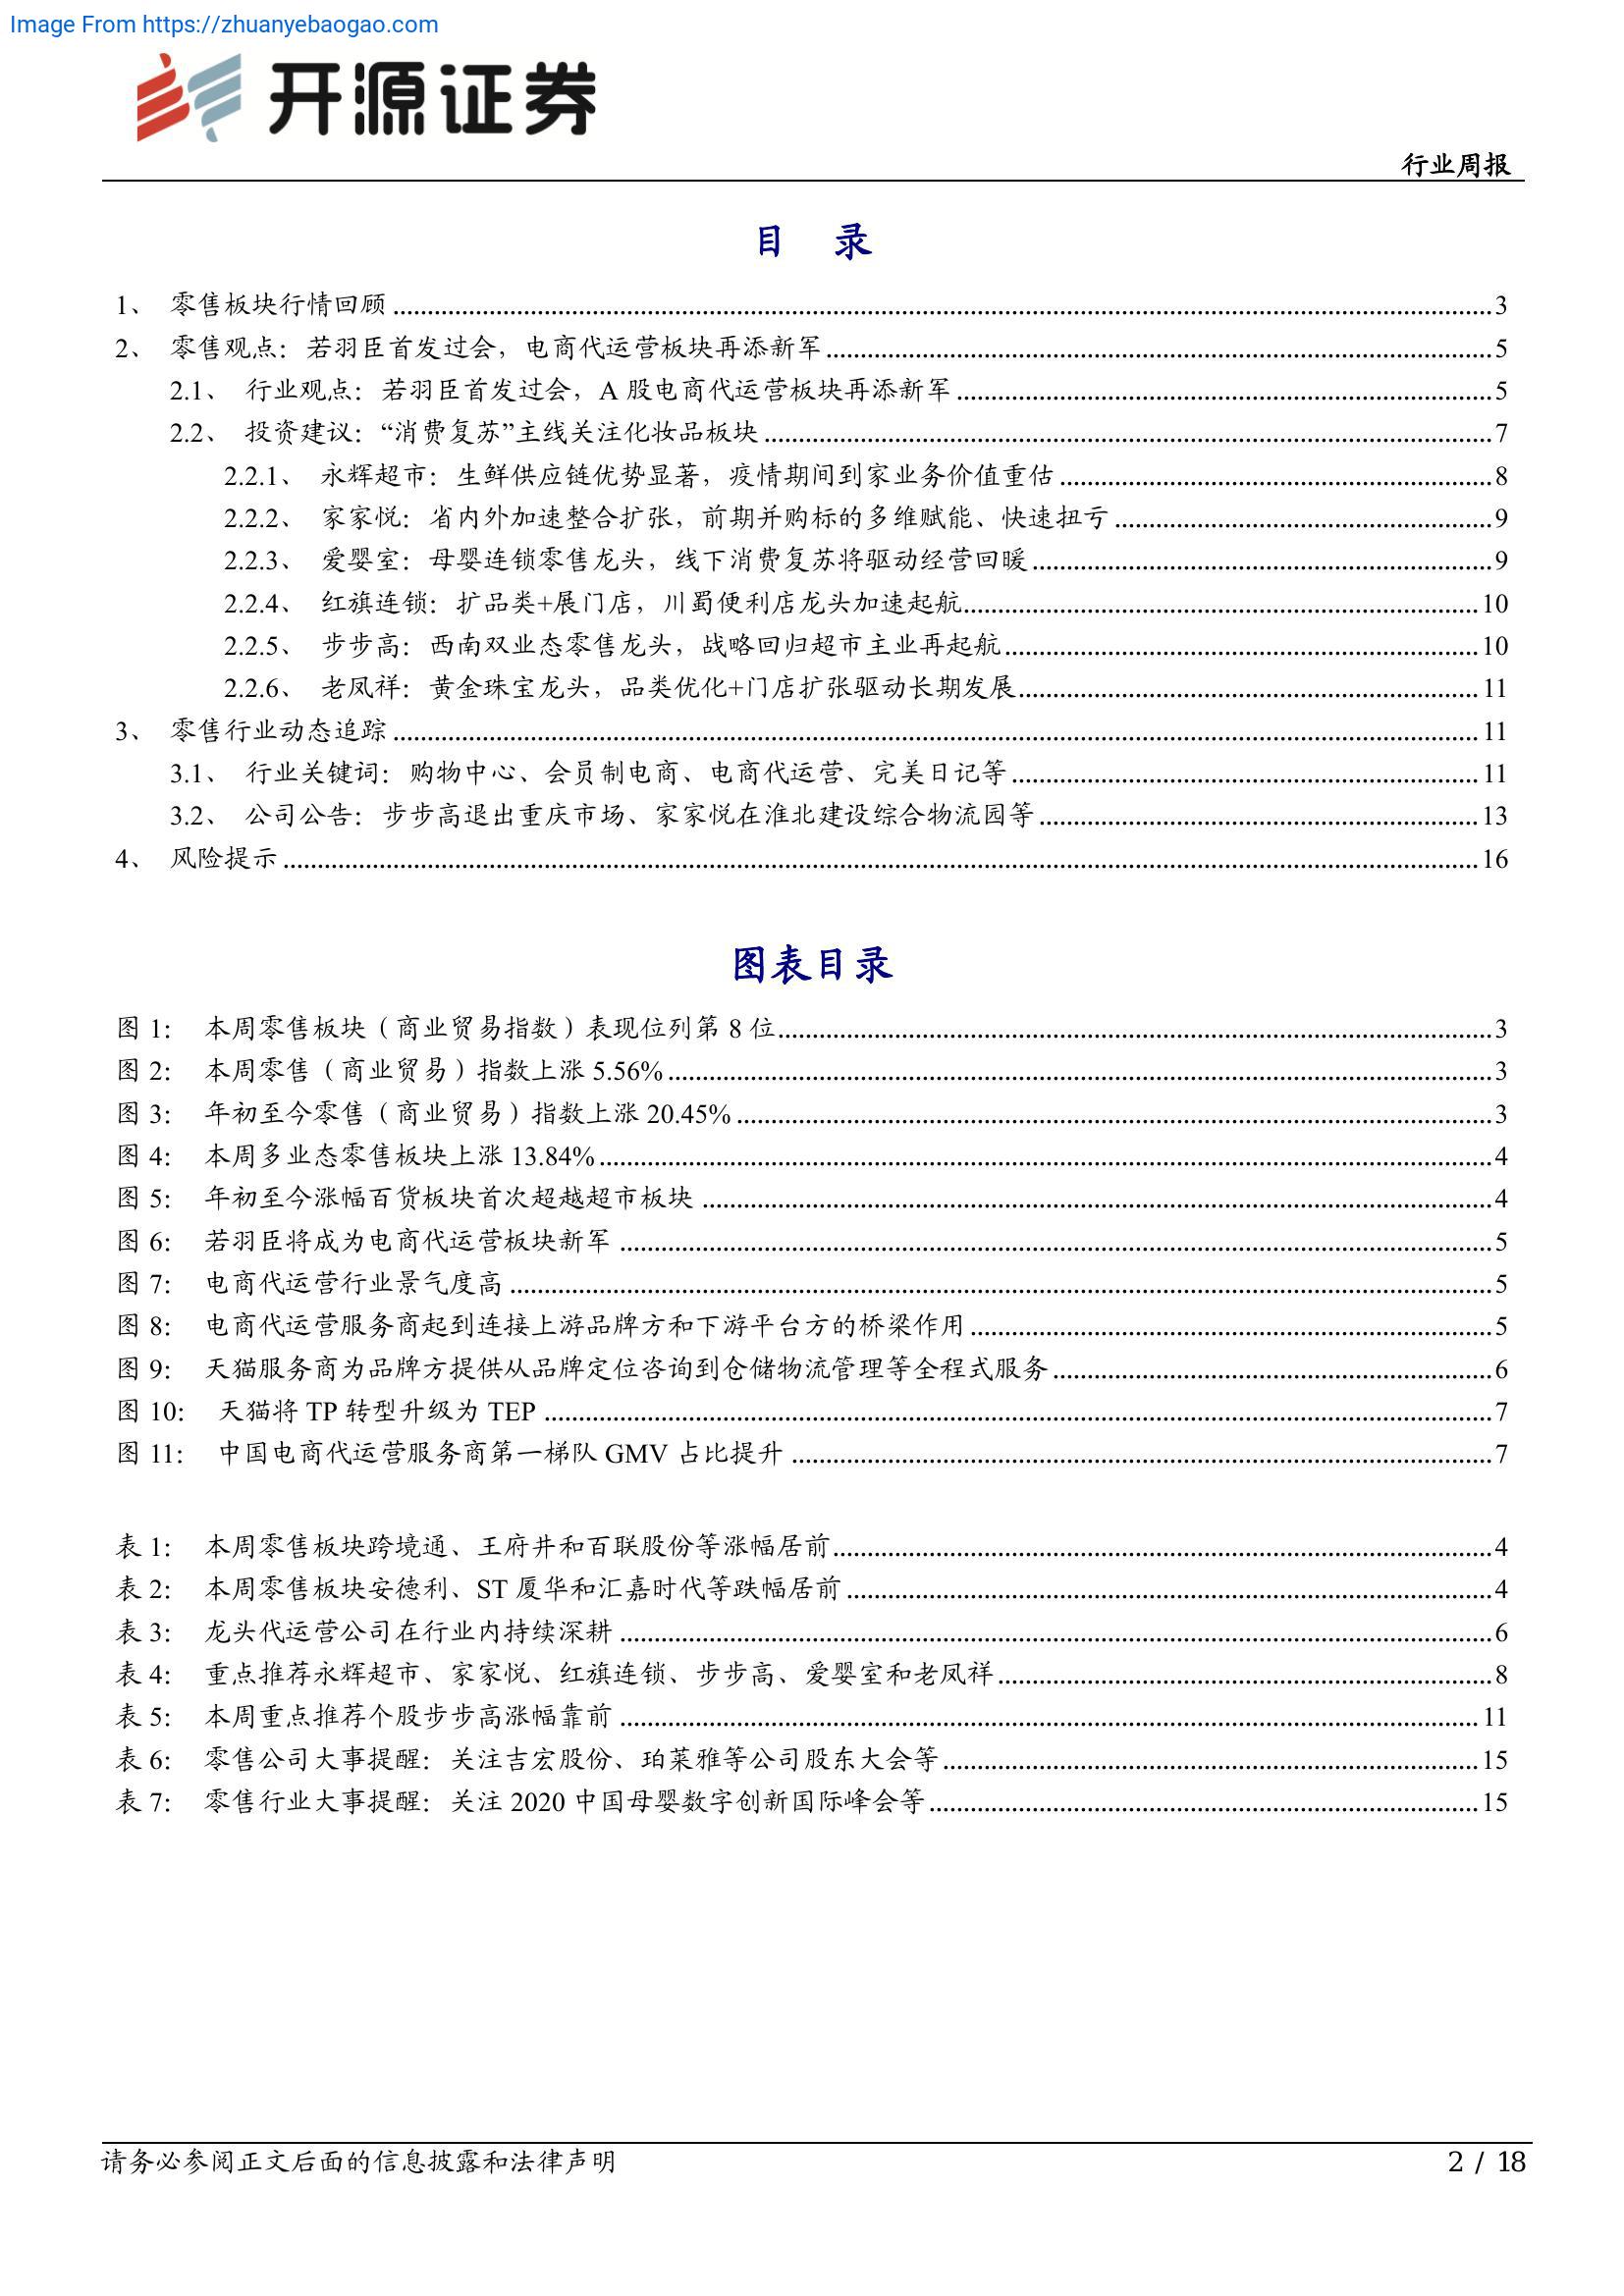 Image From https://zhuanyebaogao.com
开源证券
行业周报
目 录
1、 零售板块行情回顾 3
2、 零售观点：若羽臣首发过会，电商代运营板块再添新军 5
2.1、 行业观点：若羽臣首发过会，A 股电商代运营板块再添新军 5
2.2、 投资建议：“消费复苏”主线关注化妆品板块 7
2.2.1、 永辉超市：生鲜供应链优势显著，疫情期间到家业务价值重估 8
2.2.2、 家家悦：省内外加速整合扩张，前期并购标的多维赋能、快速扭亏 9
2.2.3、 爱婴室：母婴连锁零售龙头，线下消费复苏将驱动经营回暖 9
2.2.4、 红旗连锁：扩品类+展门店，川蜀便利店龙头加速起航 10
2.2.5、 步步高：西南双业态零售龙头，战略回归超市主业再起航 10
2.2.6、 老凤祥：黄金珠宝龙头，品类优化+门店扩张驱动长期发展 11
3、 零售行业动态追踪 11
3.1、 行业关键词：购物中心、会员制电商、电商代运营、完美日记等 11
3.2、 公司公告：步步高退出重庆市场、家家悦在淮北建设综合物流园等 13
4、 风险提示 16
图表目录
图 1： 本周零售板块（商业贸易指数）表现位列第 8 位 3
图 2： 本周零售（商业贸易）指数上涨 5.56% 3
图 3： 年初至今零售（商业贸易）指数上涨 20.45% 3
图 4： 本周多业态零售板块上涨 13.84% 4
图 5： 年初至今涨幅百货板块首次超越超市板块 4
图 6： 若羽臣将成为电商代运营板块新军 5
图 7： 电商代运营行业景气度高 5
图 8： 电商代运营服务商起到连接上游品牌方和下游平台方的桥梁作用 5
图 9： 天猫服务商为品牌方提供从品牌定位咨询到仓储物流管理等全程式服务 6
图 10： 天猫将 TP 转型升级为 TEP 7
图 11： 中国电商代运营服务商第一梯队 GMV 占比提升 7
表 1： 本周零售板块跨境通、王府井和百联股份等涨幅居前 4
表 2： 本周零售板块安德利、ST 厦华和汇嘉时代等跌幅居前 4
表 3： 龙头代运营公司在行业内持续深耕 6
表 4： 重点推荐永辉超市、家家悦、红旗连锁、步步高、爱婴室和老凤祥 8
表 5： 本周重点推荐个股步步高涨幅靠前 11
表 6： 零售公司大事提醒：关注吉宏股份、珀莱雅等公司股东大会等 15
表 7： 零售行业大事提醒：关注 2020 中国母婴数字创新国际峰会等 15
请务必参阅正文后面的信息披露和法律声明 2 / 18